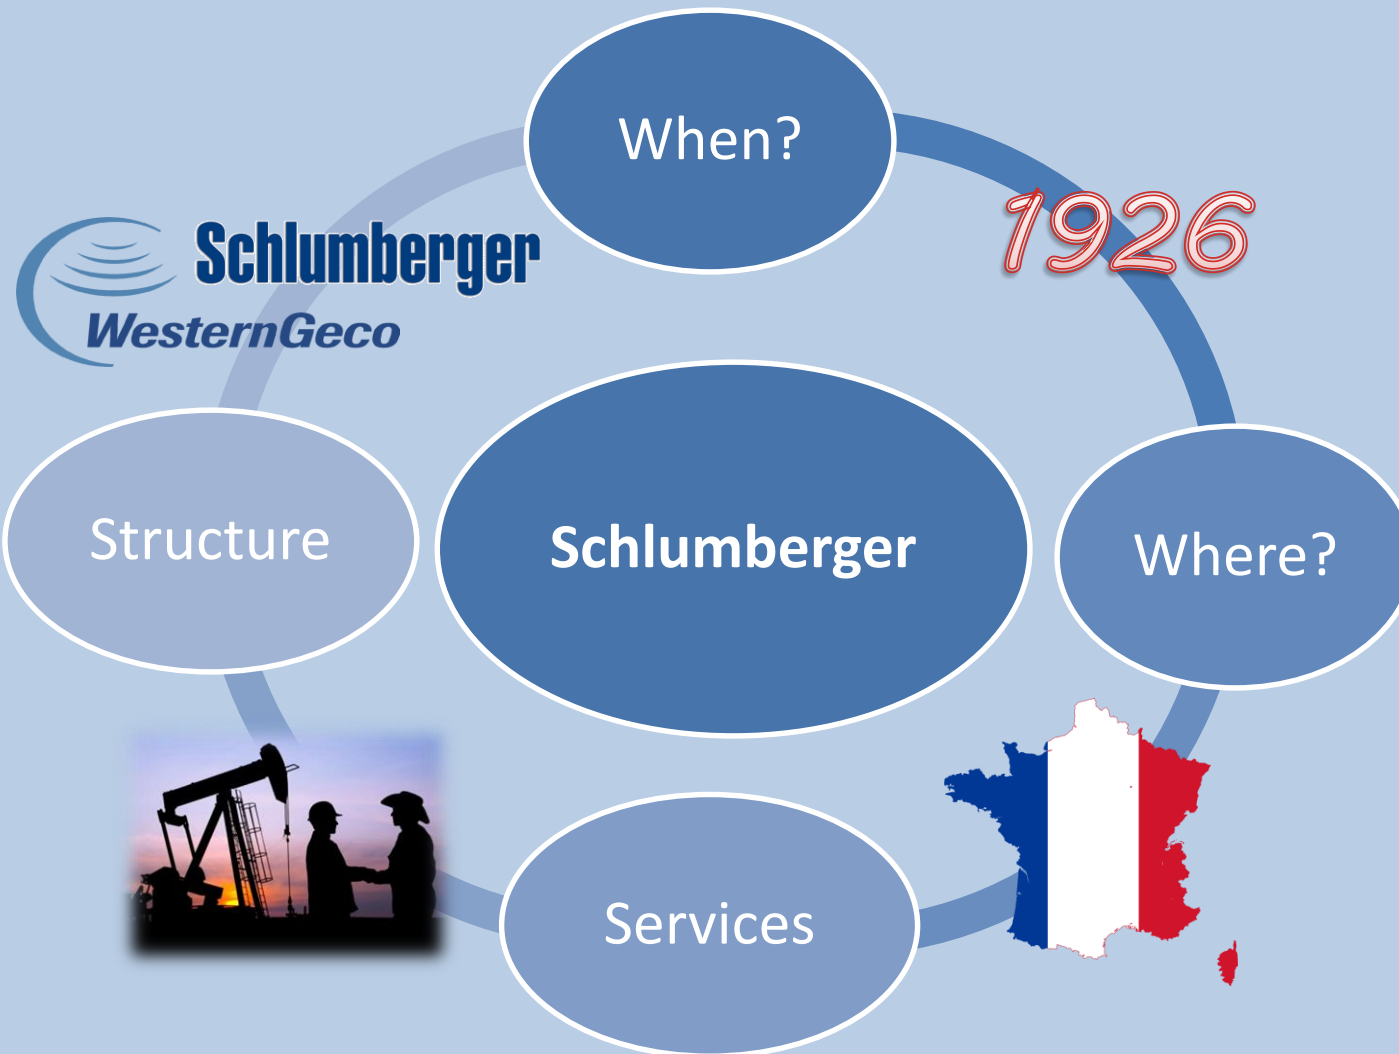 When?
1926
Schlumberger
WesternGeco
Structure
Schlumberger
Where?
Services